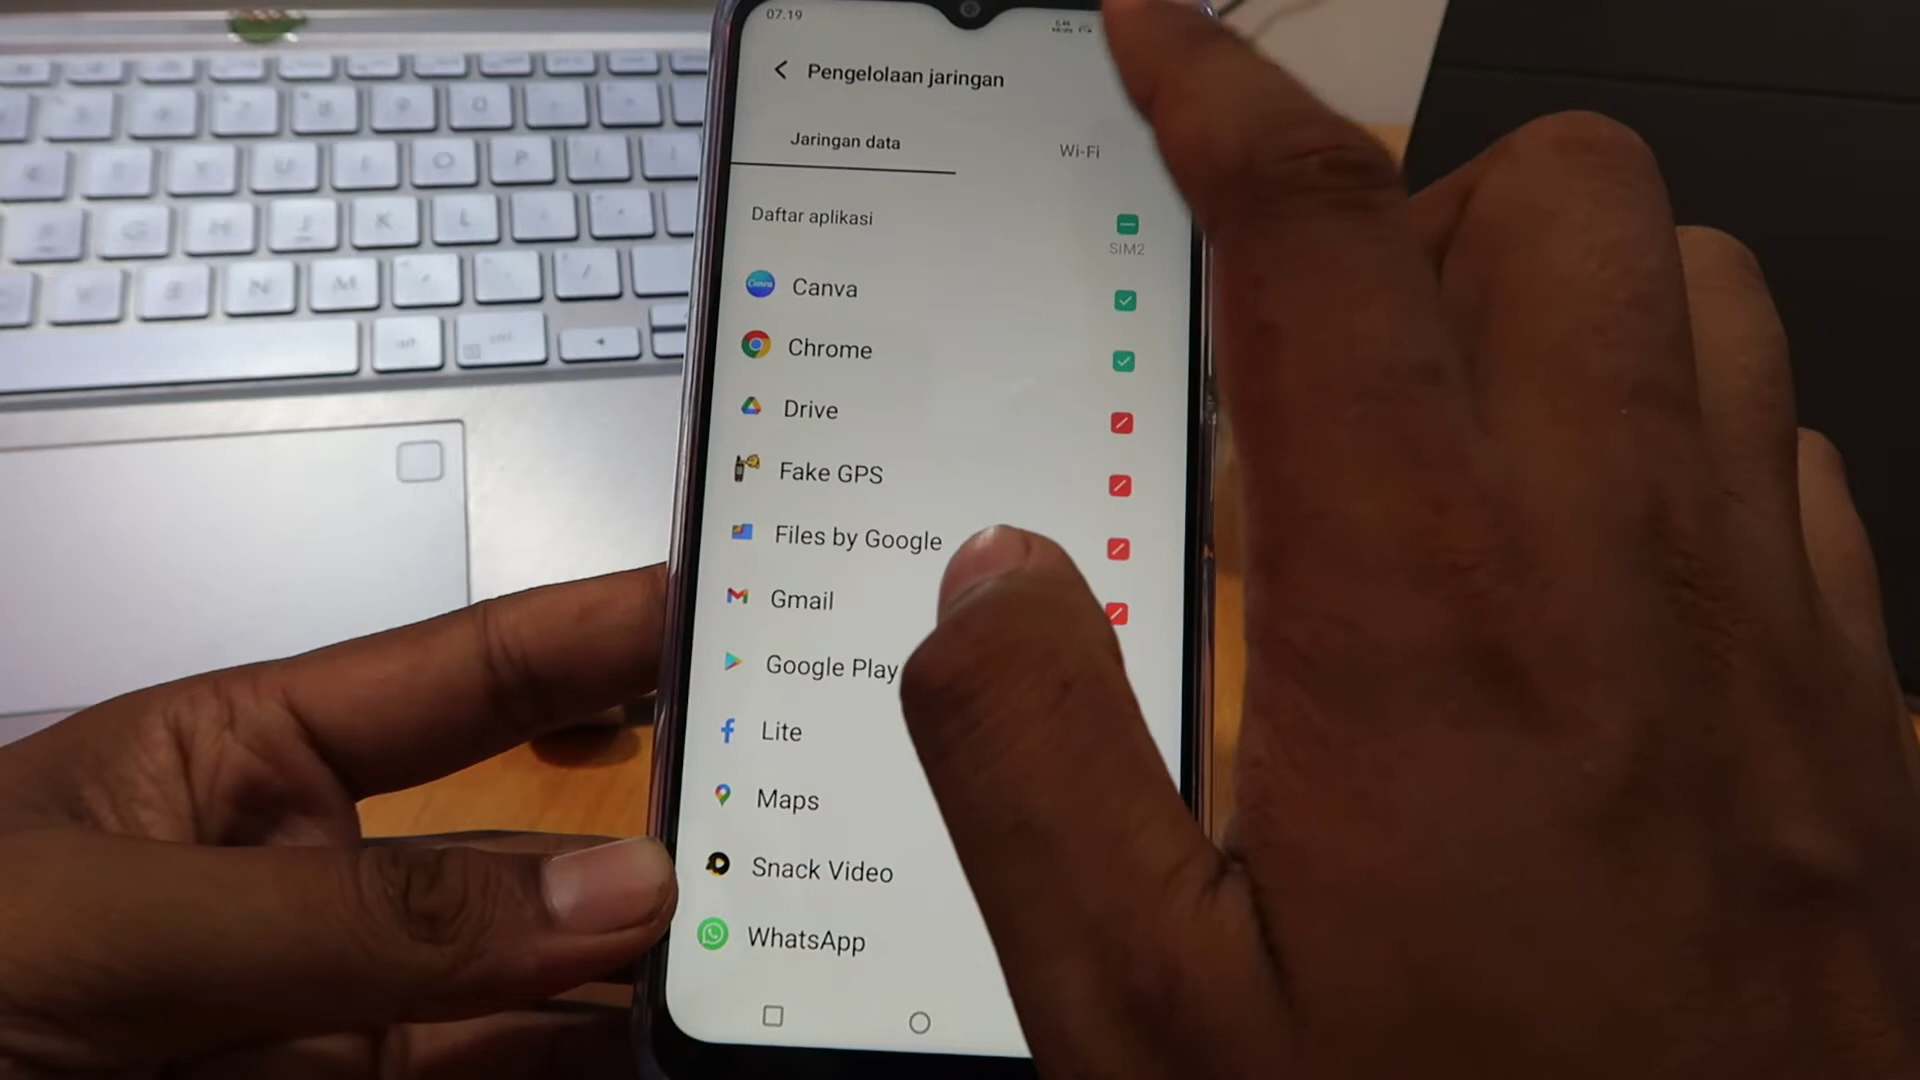 07.19
Pengelolaan jaringan
Jaringan data
Wi-Fi
Daftar aplikasi
SIM2
Canva
Chrome
Drive
Fake GPS
Files by Google
Gmail
Google Play
Lite
Maps
Snack Video
WhatsApp